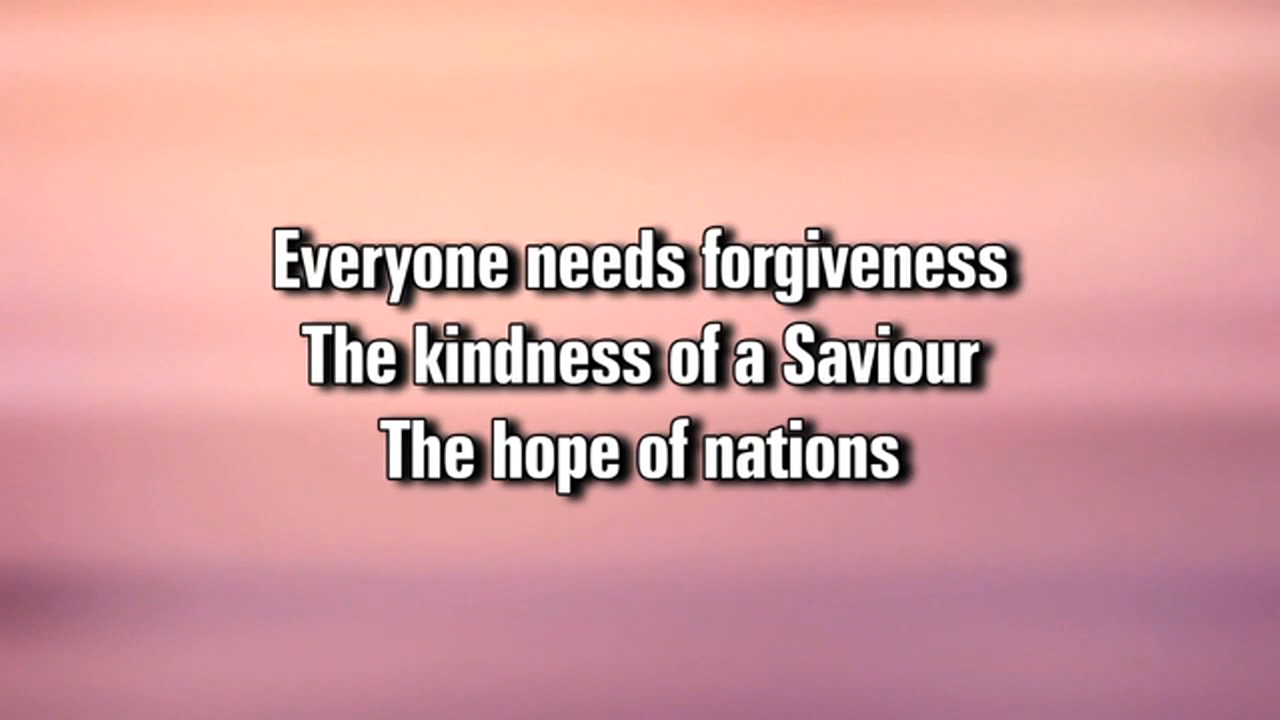 Everyone needs forgiveness
The kindness of a Saviour
The hope of nations